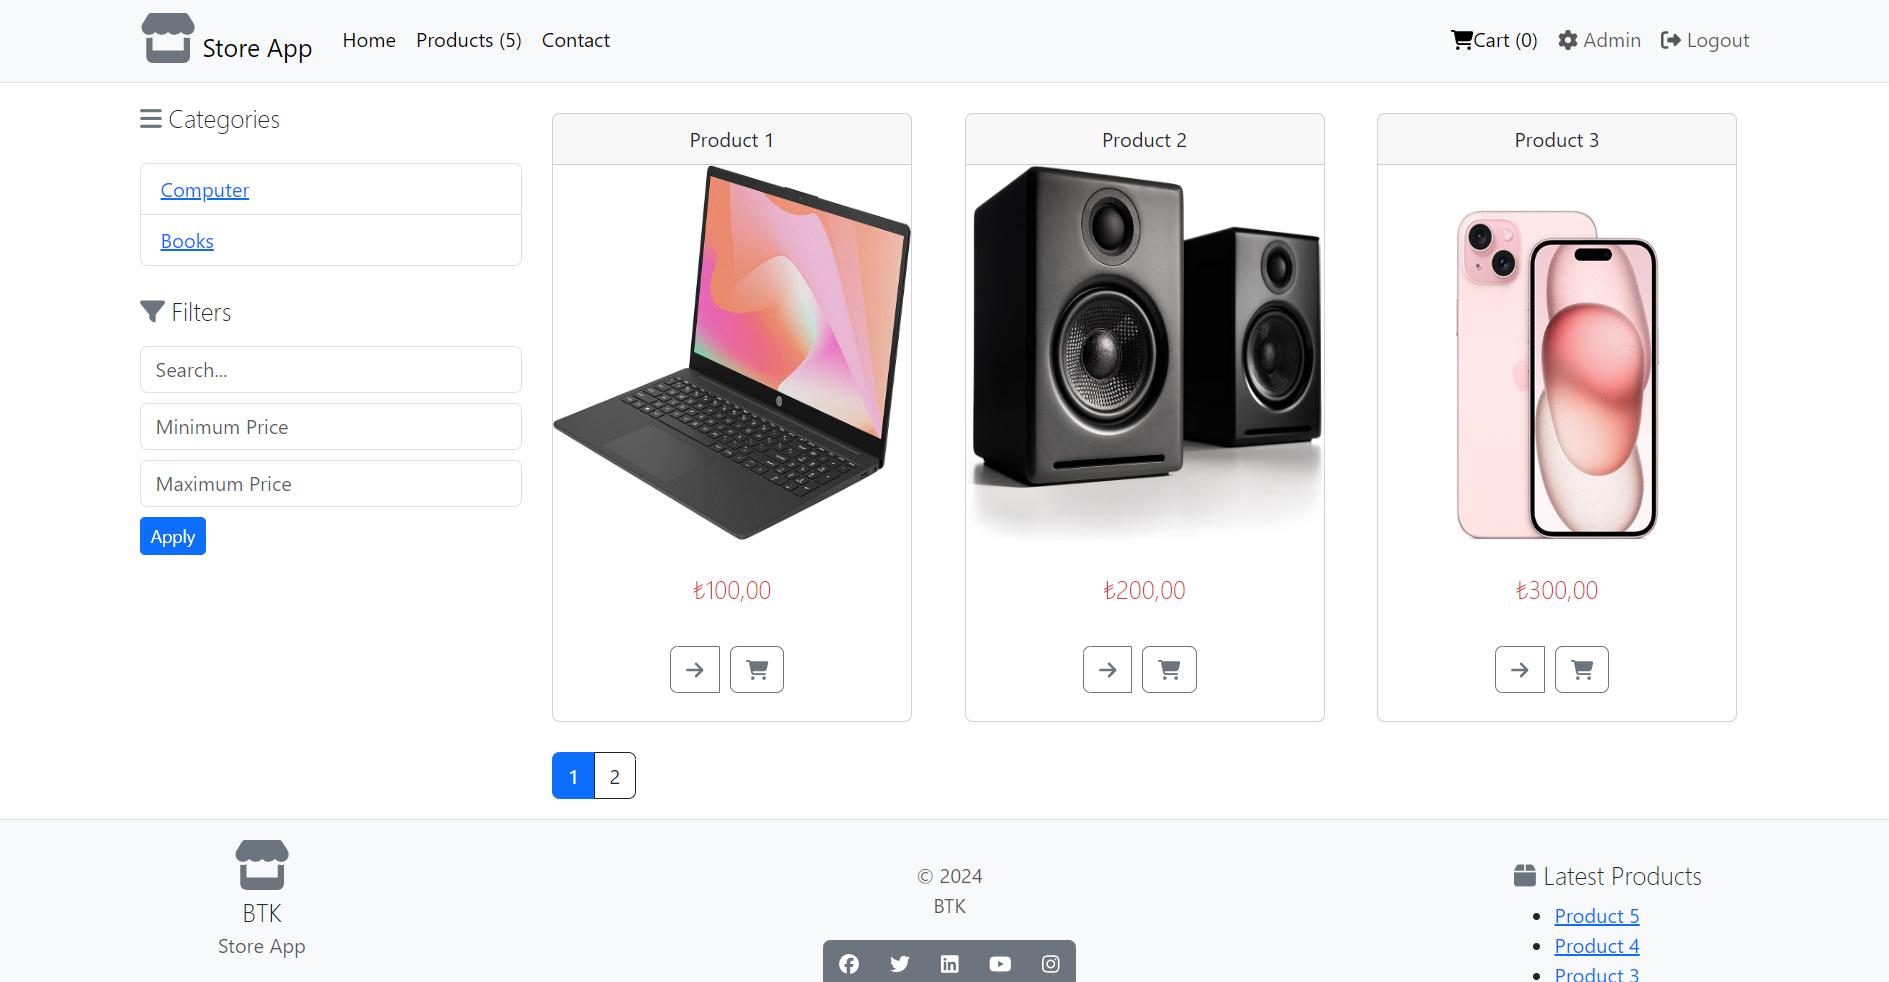 Store App
Home
Products (5)
Contact
Cart (0)
Admin
Logout
Categories
Computer
Books
Filters
Search...
Minimum Price
Maximum Price
Apply
Product 1
₺100,00
Product 2
₺200,00
Product 3
₺300,00
1
2
BTK
Store App
© 2024
BTK
Latest Products
Product 5
Product 4
Product 3